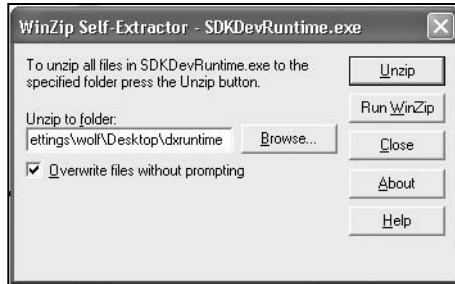 WinZip Self-Extractor - SDKDevRuntime.exe
To unzip all files in SDKDevRuntime.exe to the
specified folder press the Unzip button.
Unzip to folder:
ettings\wolf\Desktop\dxruntime
Browse...
Overwrite files without prompting
Unzip
Run WinZip
Close
About
Help